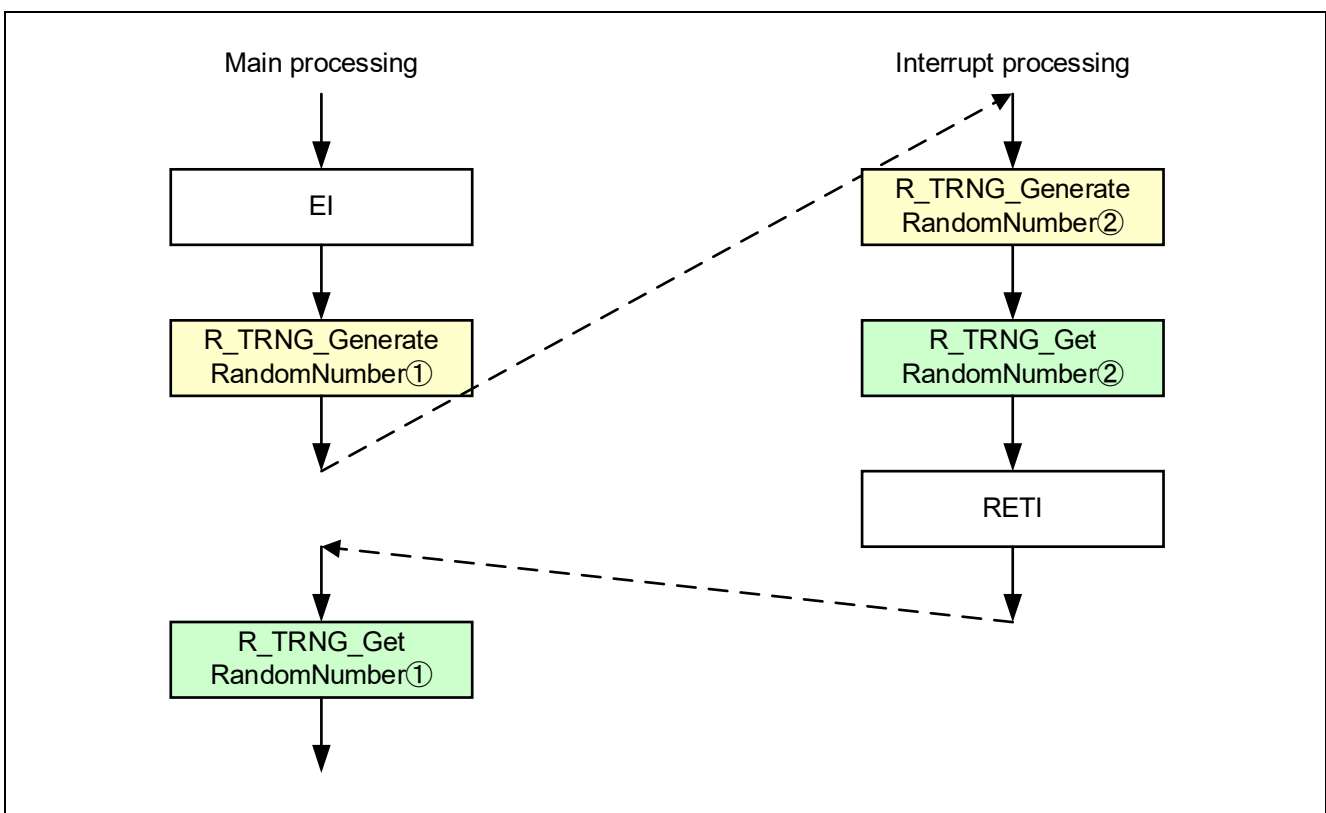 Main processing
EI
R_TRNG_Generate
RandomNumber①
R_TRNG_Get
RandomNumber①
Interrupt processing
R_TRNG_Generate
RandomNumber②
R_TRNG_Get
RandomNumber②
RETI